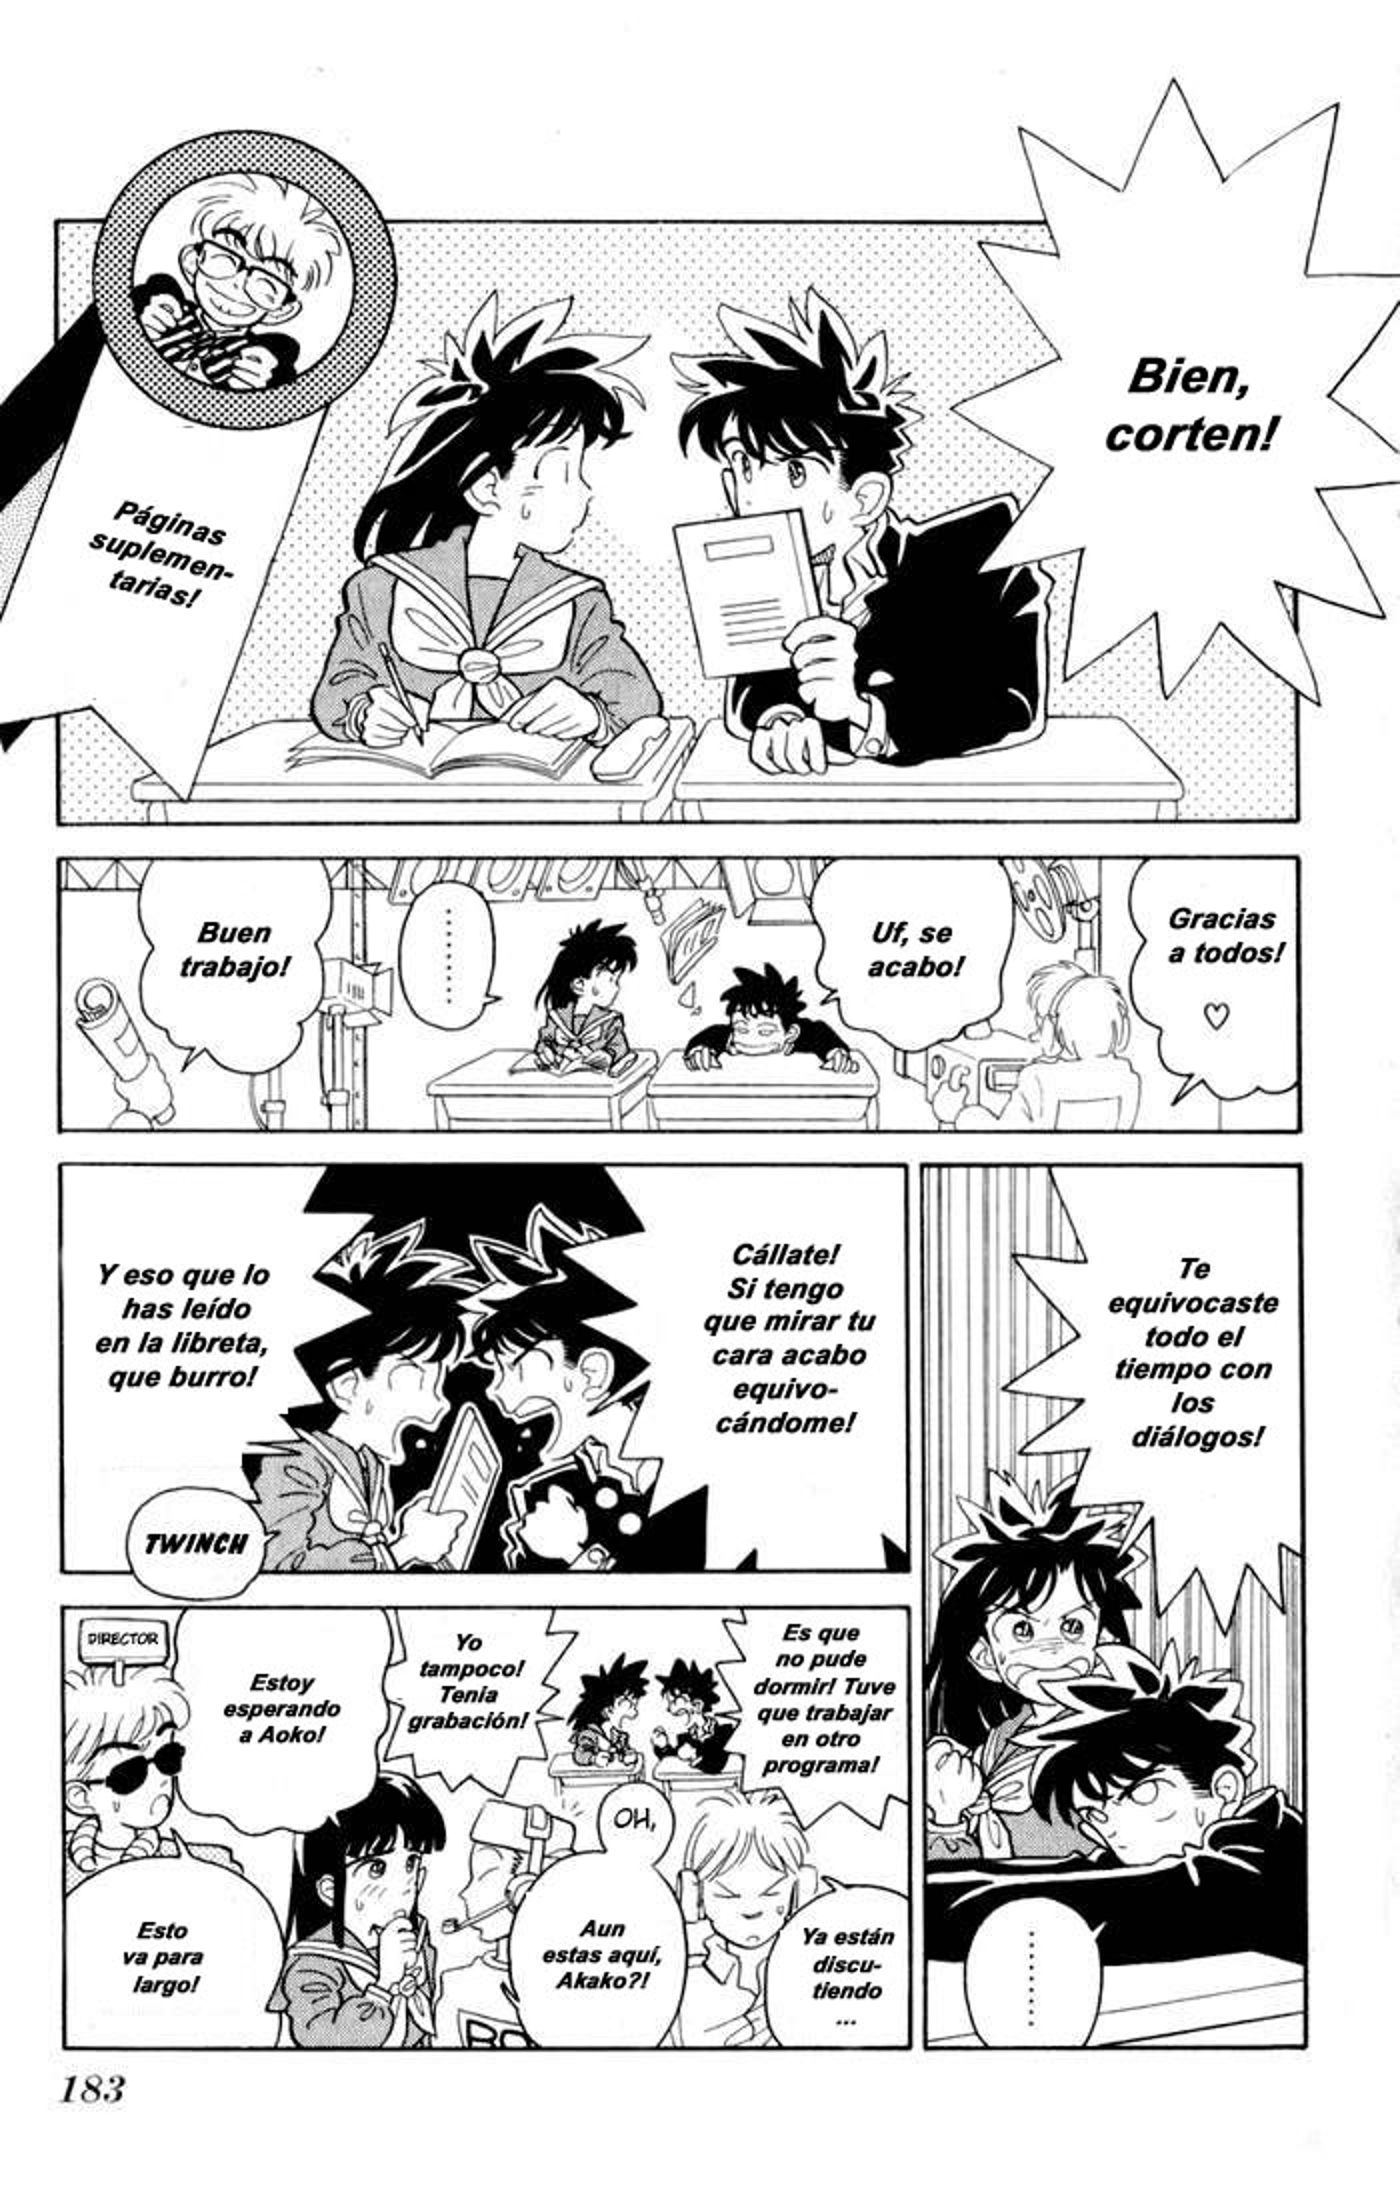 Bien,
corten!
Páginas
suplemen-
tarias!
Gracias
a todos!
♡
Uf, se
acabo!
.........
Buen
trabajo!
Te
equivocaste
todo el
tiempo con
los
diálogos!
.........
Cállate!
Si tengo
que mirar tu
cara acabo
equivo-
cándome!
Y eso que lo
has leído
en la libreta,
que burro!
TWINCH
Es que
no pude
dormir! Tuve
que trabajar
en otro
programa!
Yo
tampoco!
Tenia
grabación!
Ya están
discu-
tiendo
...
OH,
Aun
estas aquí,
Akako?!
Estoy
esperando
a Aoko!
DIRECTOR
Esto
va para
largo!
183